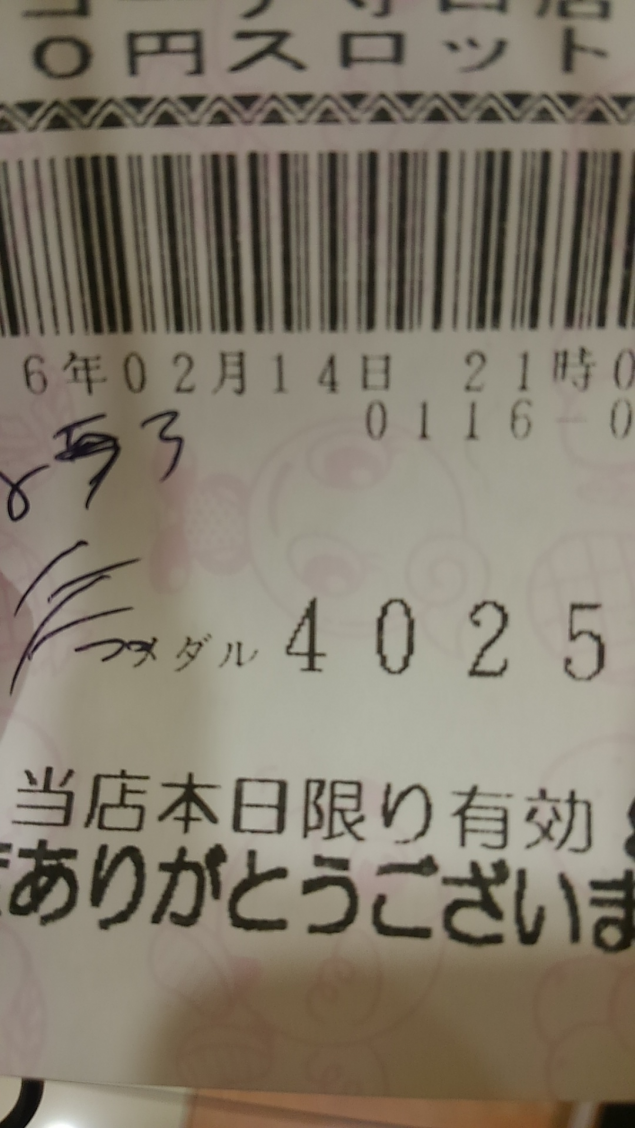 0円スロット
6年02月14日 21時0
0116-0
メダル 4025
当店本日限り有効
ありがとうございま